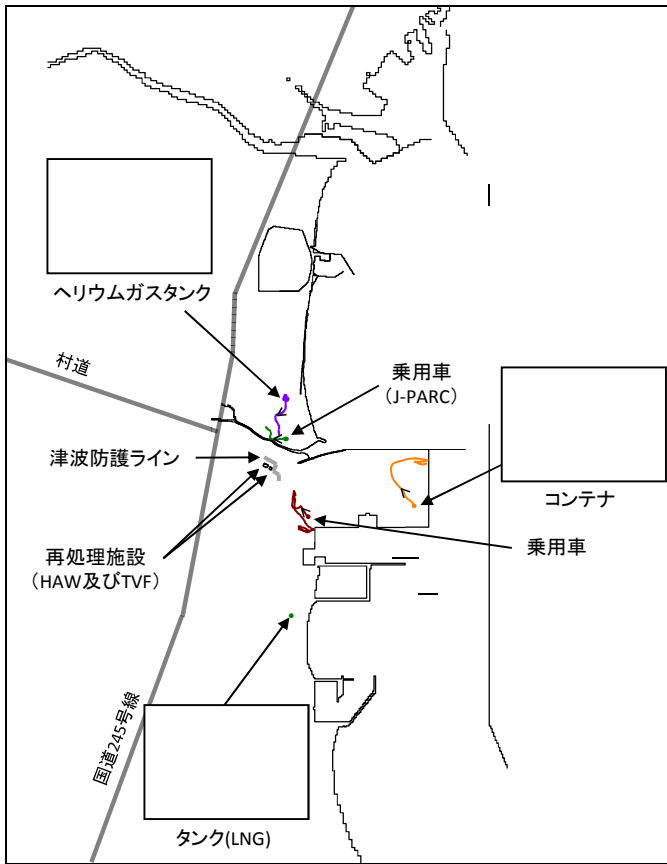 ヘリウムガスタンク
村道
乗用車
（J-PARC）
津波防護ライン
コンテナ
再処理施設
（HAW及びTVF）
乗用車
国道245号線
タンク(LNG)